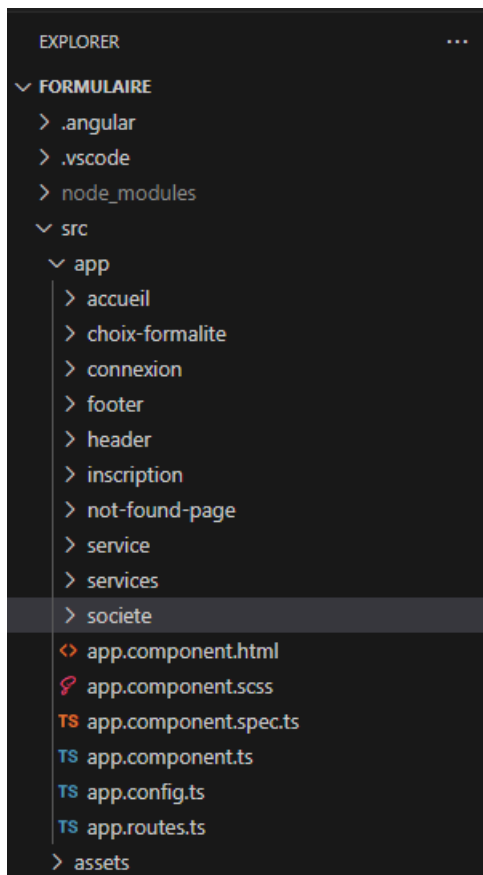 EXPLORER ...
FORMULAIRE
.angular
.vscode
node_modules
src
app
accueil
choix-formalite
connexion
footer
header
inscription
not-found-page
service
services
societe
<> app.component.html
app.component.scss
TS app.component.spec.ts
TS app.component.ts
TS app.config.ts
TS app.routes.ts
assets